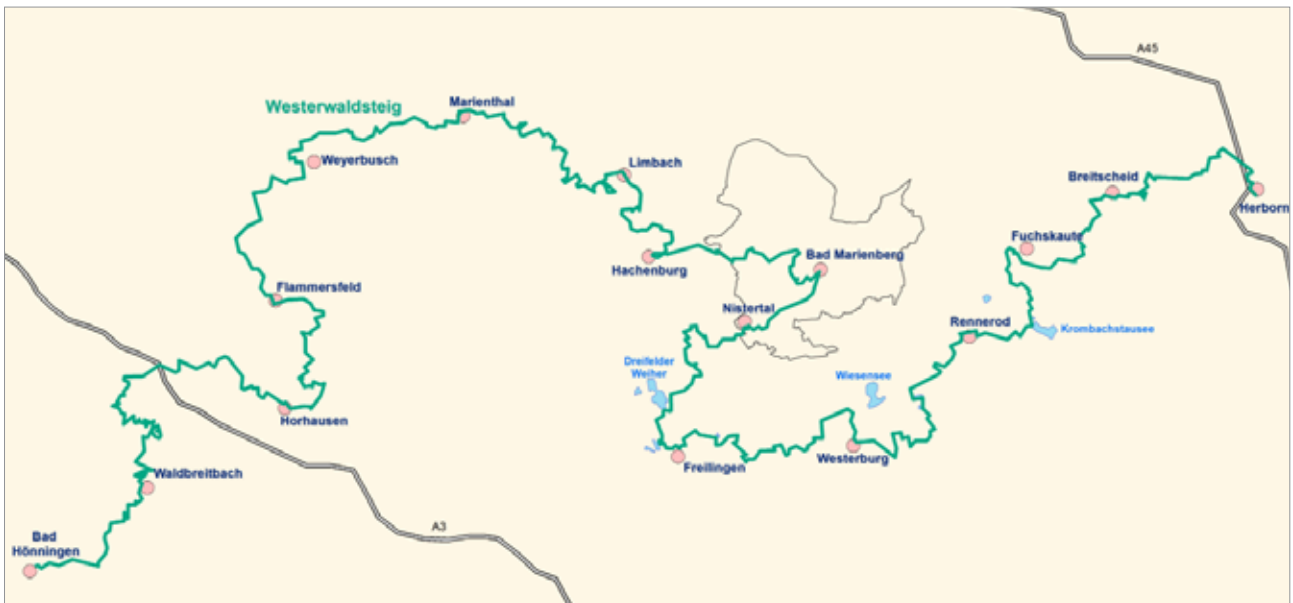 A45
Westerwaldsteig
Marienthal
Weyerbusch
Limbach
Breitscheid
Herborn
Fuchskaute
Hachenburg
Bad Marienberg
Flammersfeld
Nistertal
Rennerod
Krombachstausee
Dreifelder
Weiher
Wiesensee
Horhausen
Westerburg
Freilingen
Waldbreitbach
A3
Bad
Hönningen